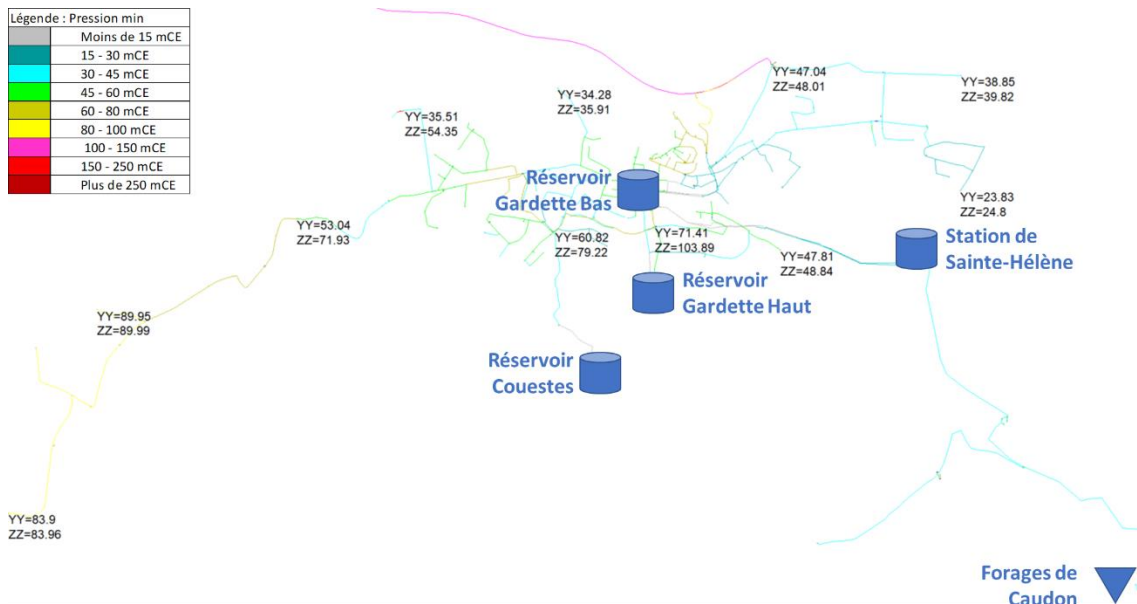 Légende : Pression min
Moins de 15 mCE
15 - 30 mCE
30 - 45 mCE
45 - 60 mCE
60 - 80 mCE
80 - 100 mCE
100 - 150 mCE
150 - 250 mCE
Plus de 250 mCE
YY=47.04
ZZ=48.01
YY=38.85
ZZ=39.82
YY=34.28
ZZ=35.91
YY=35.51
ZZ=54.35
Réservoir
Gardette Bas
YY=23.83
ZZ=24.8
YY=53.04
ZZ=71.93
YY=60.82
ZZ=79.22
YY=71.41
ZZ=103.89
YY=47.81
ZZ=48.84
Station de
Sainte-Hélène
Réservoir
Gardette Haut
YY=89.95
ZZ=89.99
Réservoir
Couestes
YY=83.9
ZZ=83.96
Forages de
Caudon